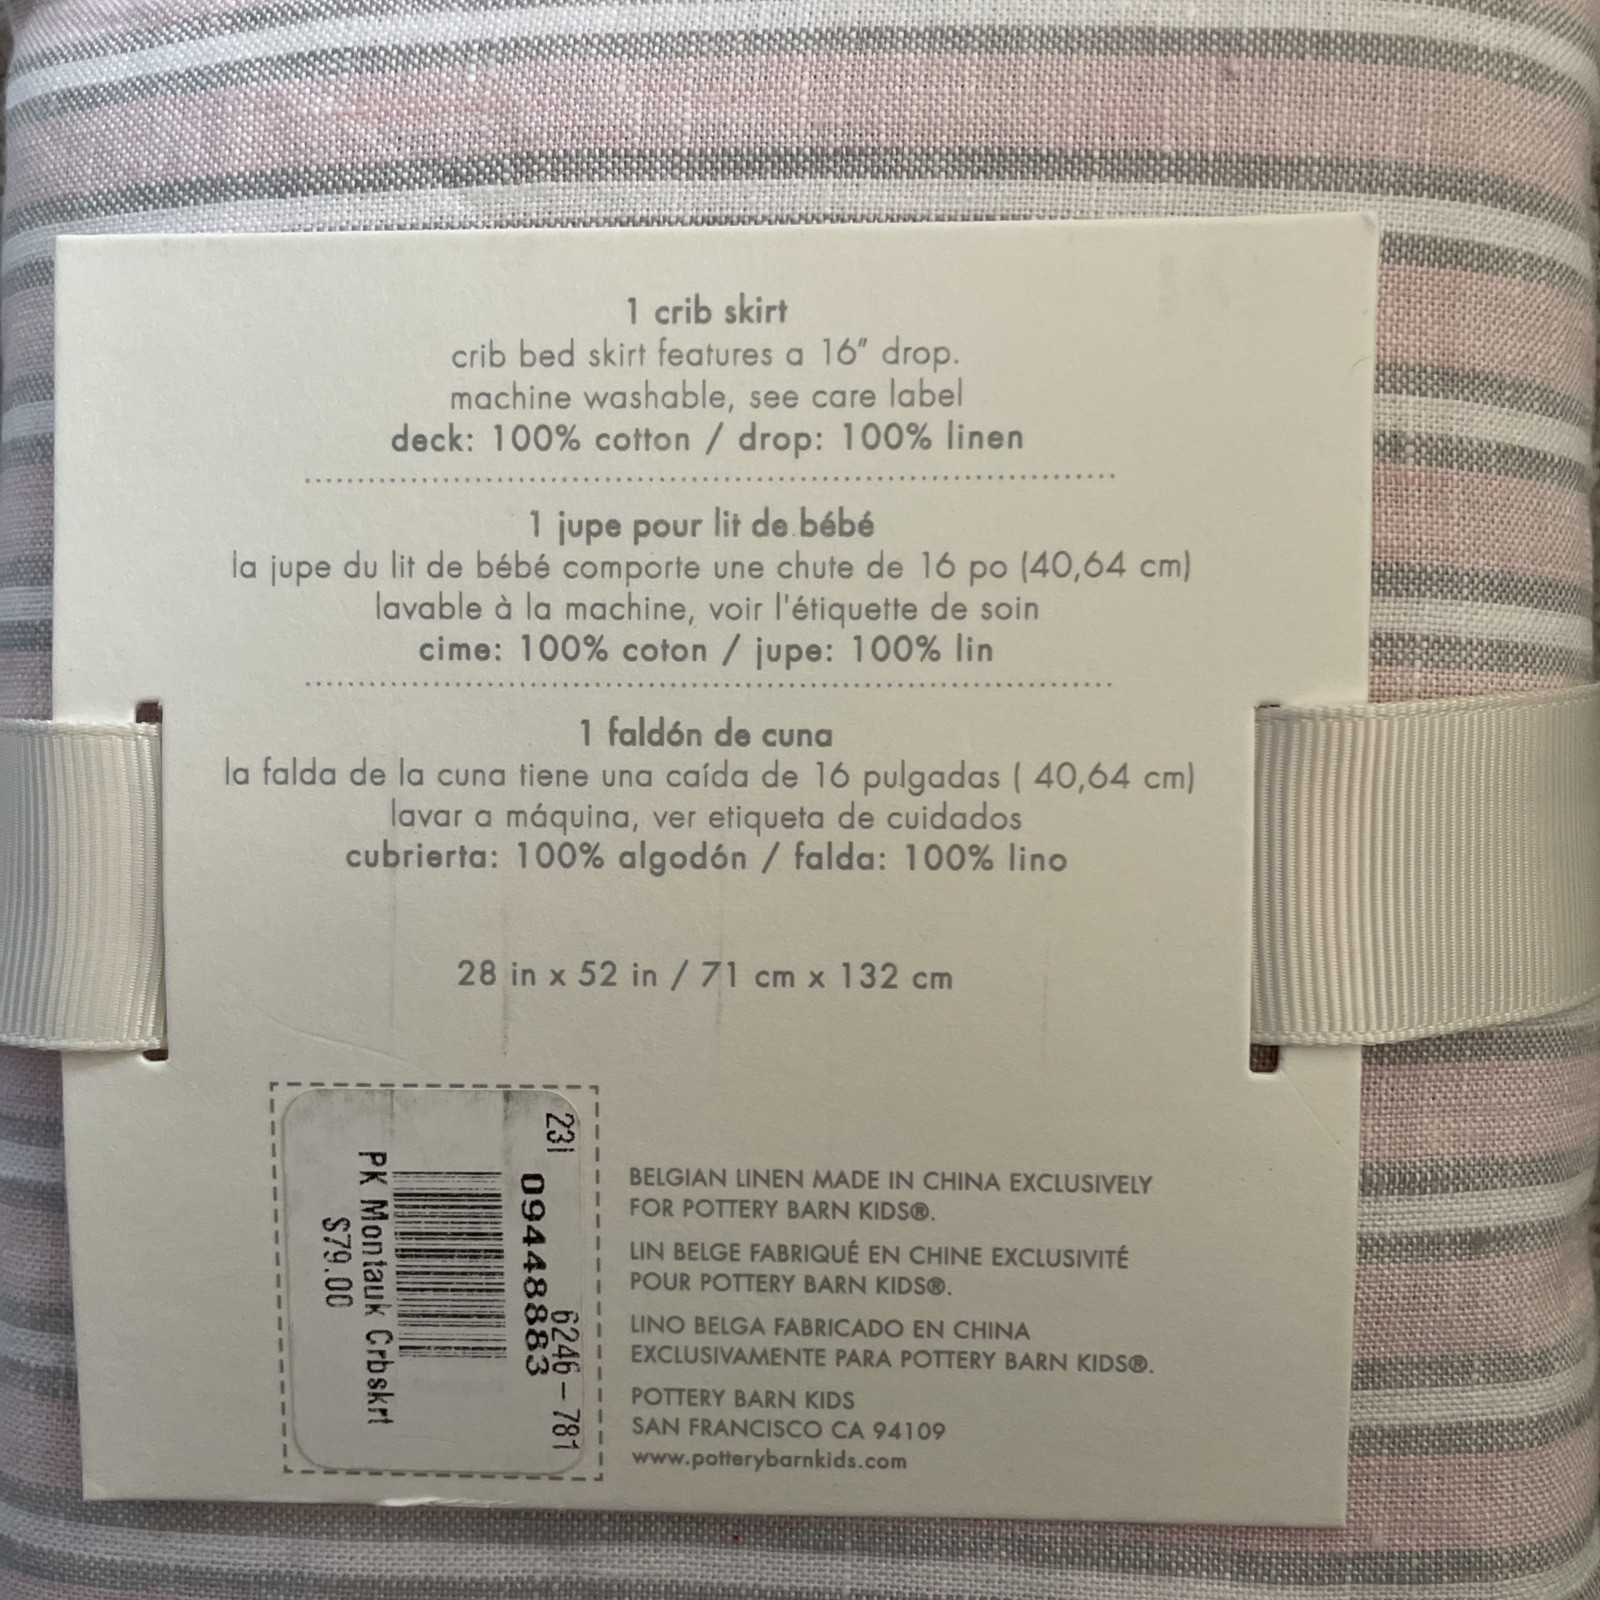 1 crib skirt
crib bed skirt features a 16" drop.
machine washable, see care label
deck: 100% cotton / drop: 100% linen
1 jupe pour lit de bébé
la jupe du lit de bébé comporte une chute de 16 po (40,64 cm)
lavable à la machine, voir l'étiquette de soin
cime: 100% coton / jupe: 100% lin
1 faldón de cuna
la falda de la cuna tiene una caída de 16 pulgadas ( 40,64 cm)
lavar a máquina, ver etiqueta de cuidados
cubrierta: 100% algodón / falda: 100% lino
28 in x 52 in / 71 cm x 132 cm
23I 6246-781
09448883
PK Montauk Crbskrt
$79.00
BELGIAN LINEN MADE IN CHINA EXCLUSIVELY
FOR POTTERY BARN KIDS®.
LIN BELGE FABRIQUÉ EN CHINE EXCLUSIVITÉ
POUR POTTERY BARN KIDS®.
LINO BELGA FABRICADO EN CHINA
EXCLUSIVAMENTE PARA POTTERY BARN KIDS®.
POTTERY BARN KIDS
SAN FRANCISCO CA 94109
www.potterybarnkids.com